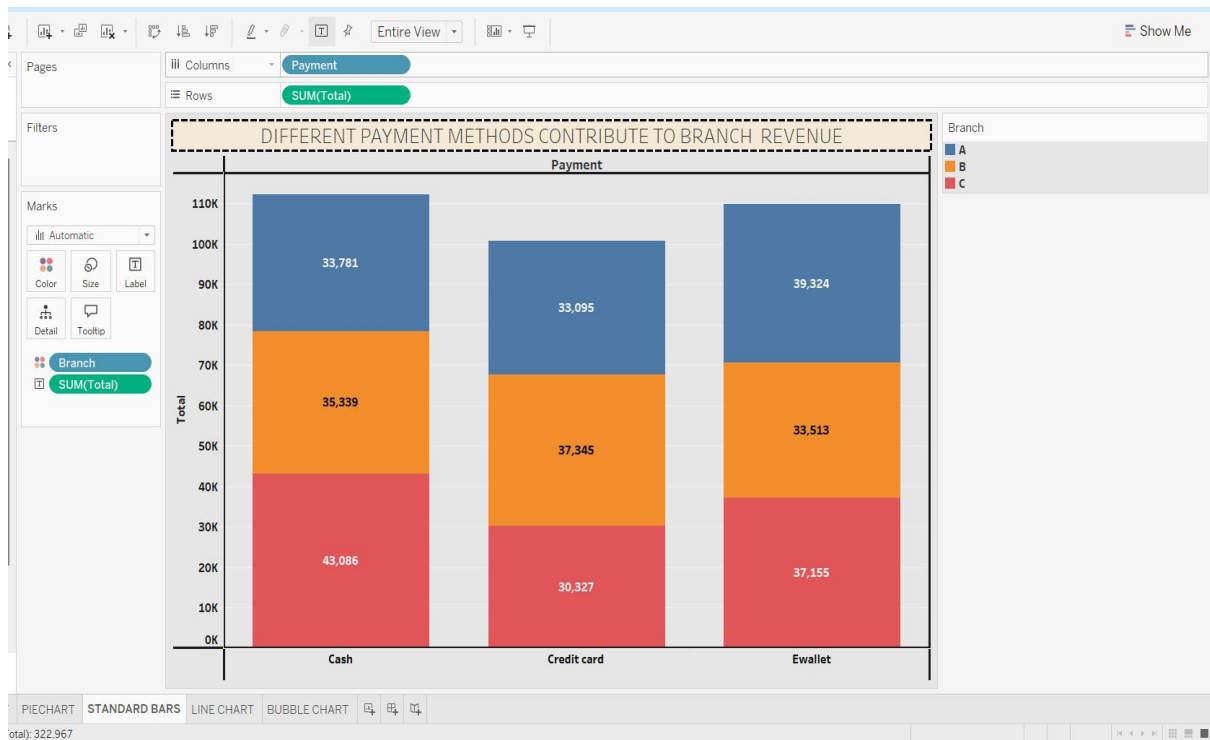 Entire View
Show Me
Pages
Columns
Payment
Rows
SUM(Total)
Filters
Marks
Automatic
Color
Size
Label
Detail
Tooltip
Branch
SUM(Total)
DIFFERENT PAYMENT METHODS CONTRIBUTE TO BRANCH REVENUE
Payment
Total
110K
100K
90K
80K
70K
60K
50K
40K
30K
20K
10K
0K
33,781
35,339
43,086
33,095
37,345
30,327
39,324
33,513
37,155
Cash
Credit card
Ewallet
Branch
A
B
C
PIECHART
STANDARD BARS
LINE CHART
BUBBLE CHART
otal): 322,967